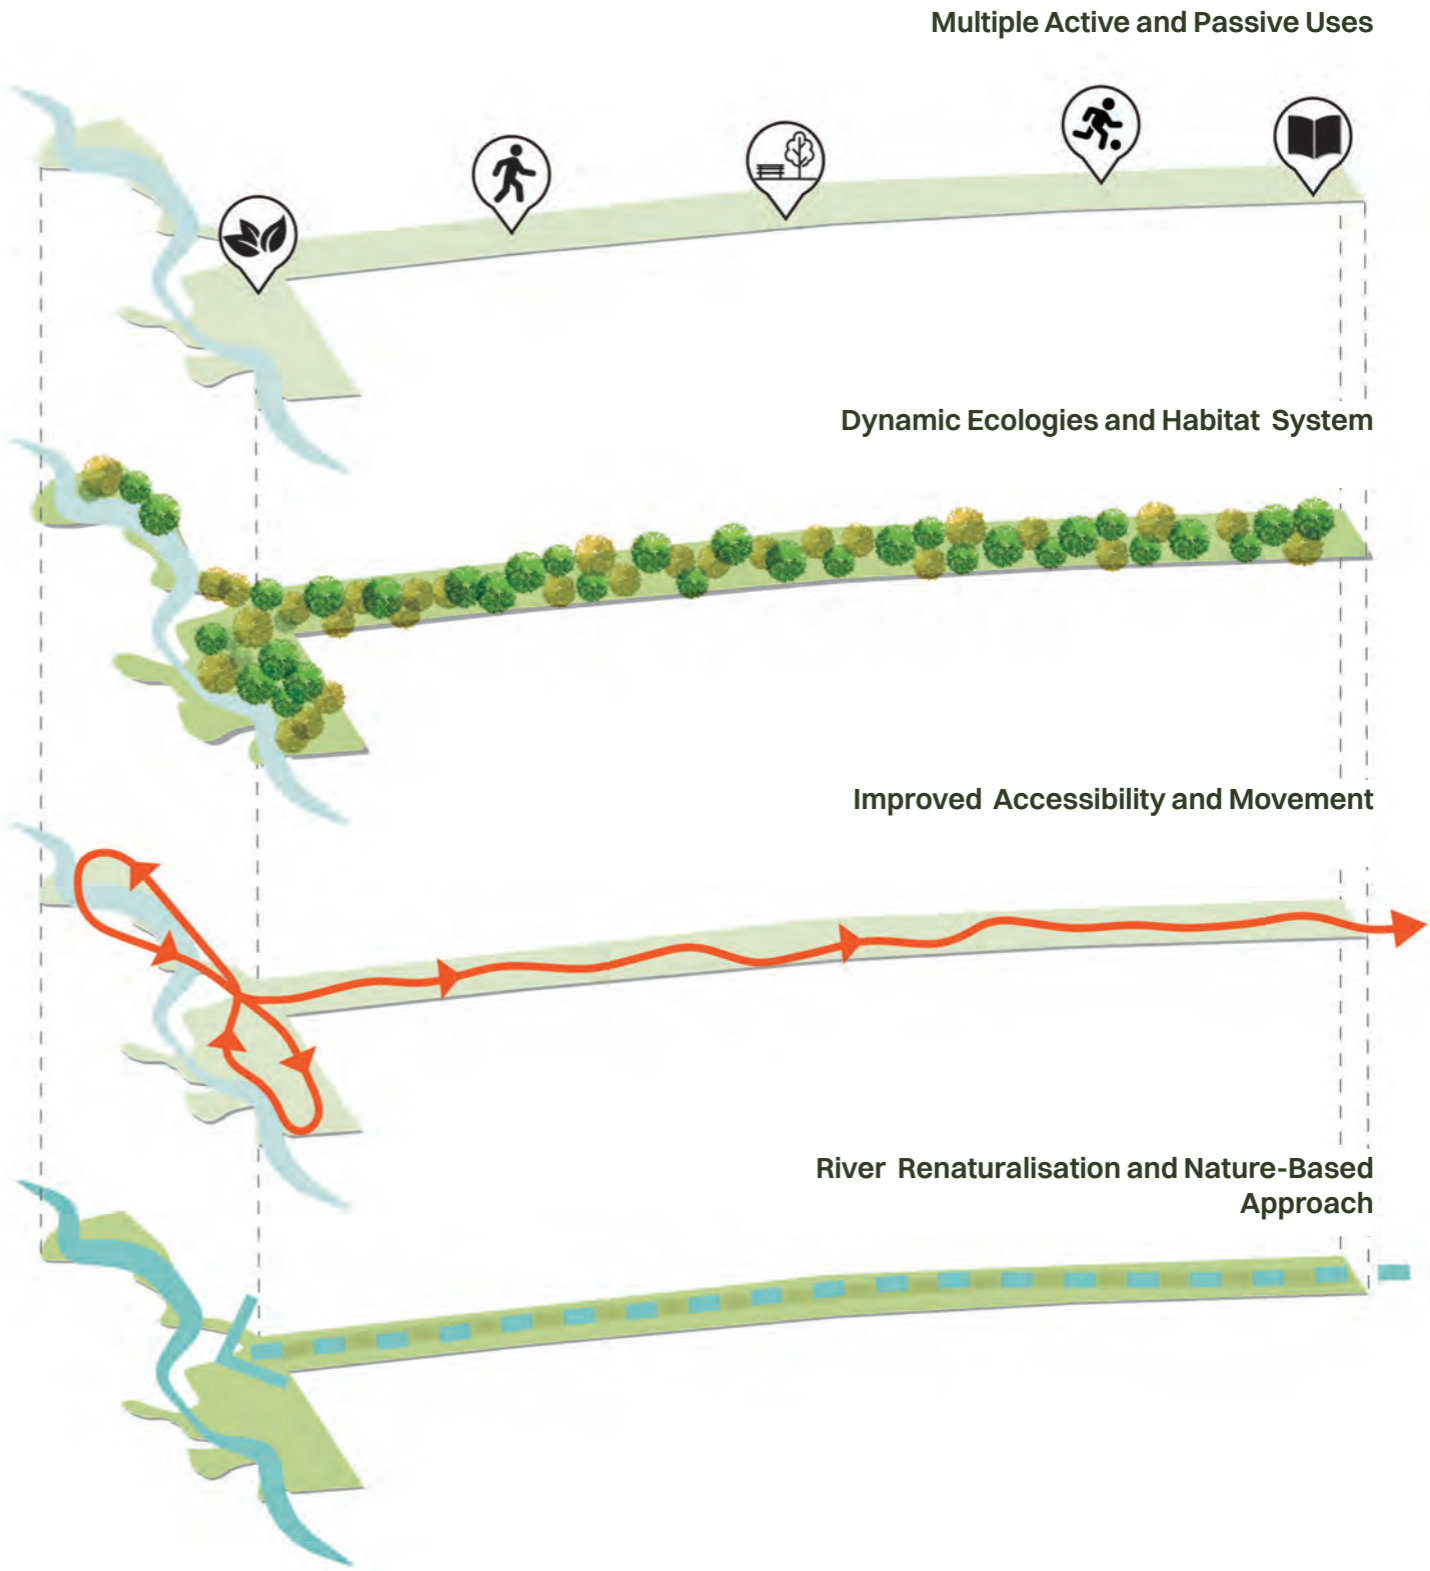 Multiple Active and Passive Uses
Dynamic Ecologies and Habitat System
Improved Accessibility and Movement
River Renaturalisation and Nature-Based
Approach